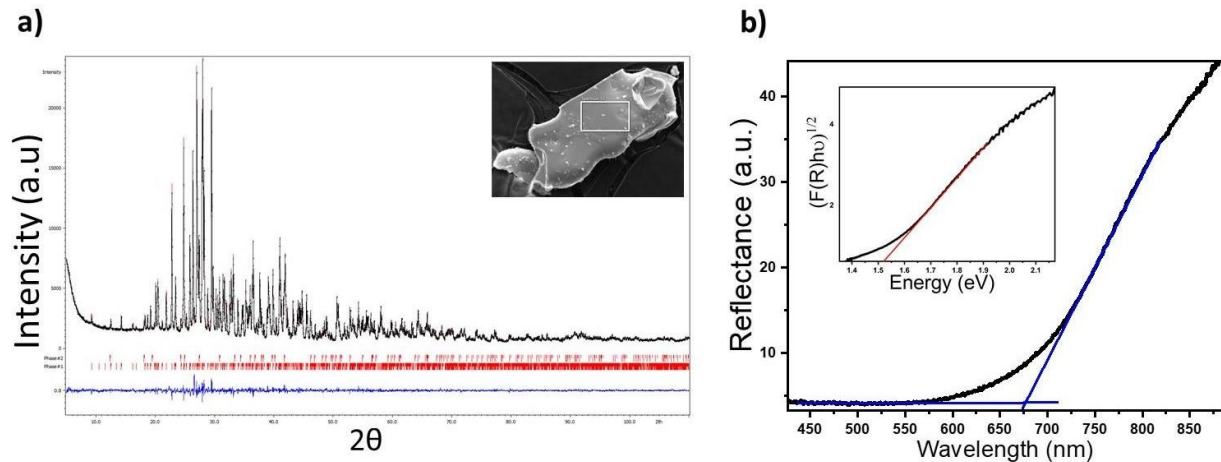 a)
Intensity (a.u)
Intensity
20000
15000
10000
5000
0
Phase#2
Phase#1
0.0
10.0 20.0 30.0 40.0 50.0 60.0 70.0 80.0 90.0 100.0 2th
2θ
b)
Reflectance (a.u.)
40
30
20
10
450 500 550 600 650 700 750 800 850
Wavelength (nm)
(F(R)hυ)1/2
4
2
1.4 1.5 1.6 1.7 1.8 1.9 2.0 2.1
Energy (eV)